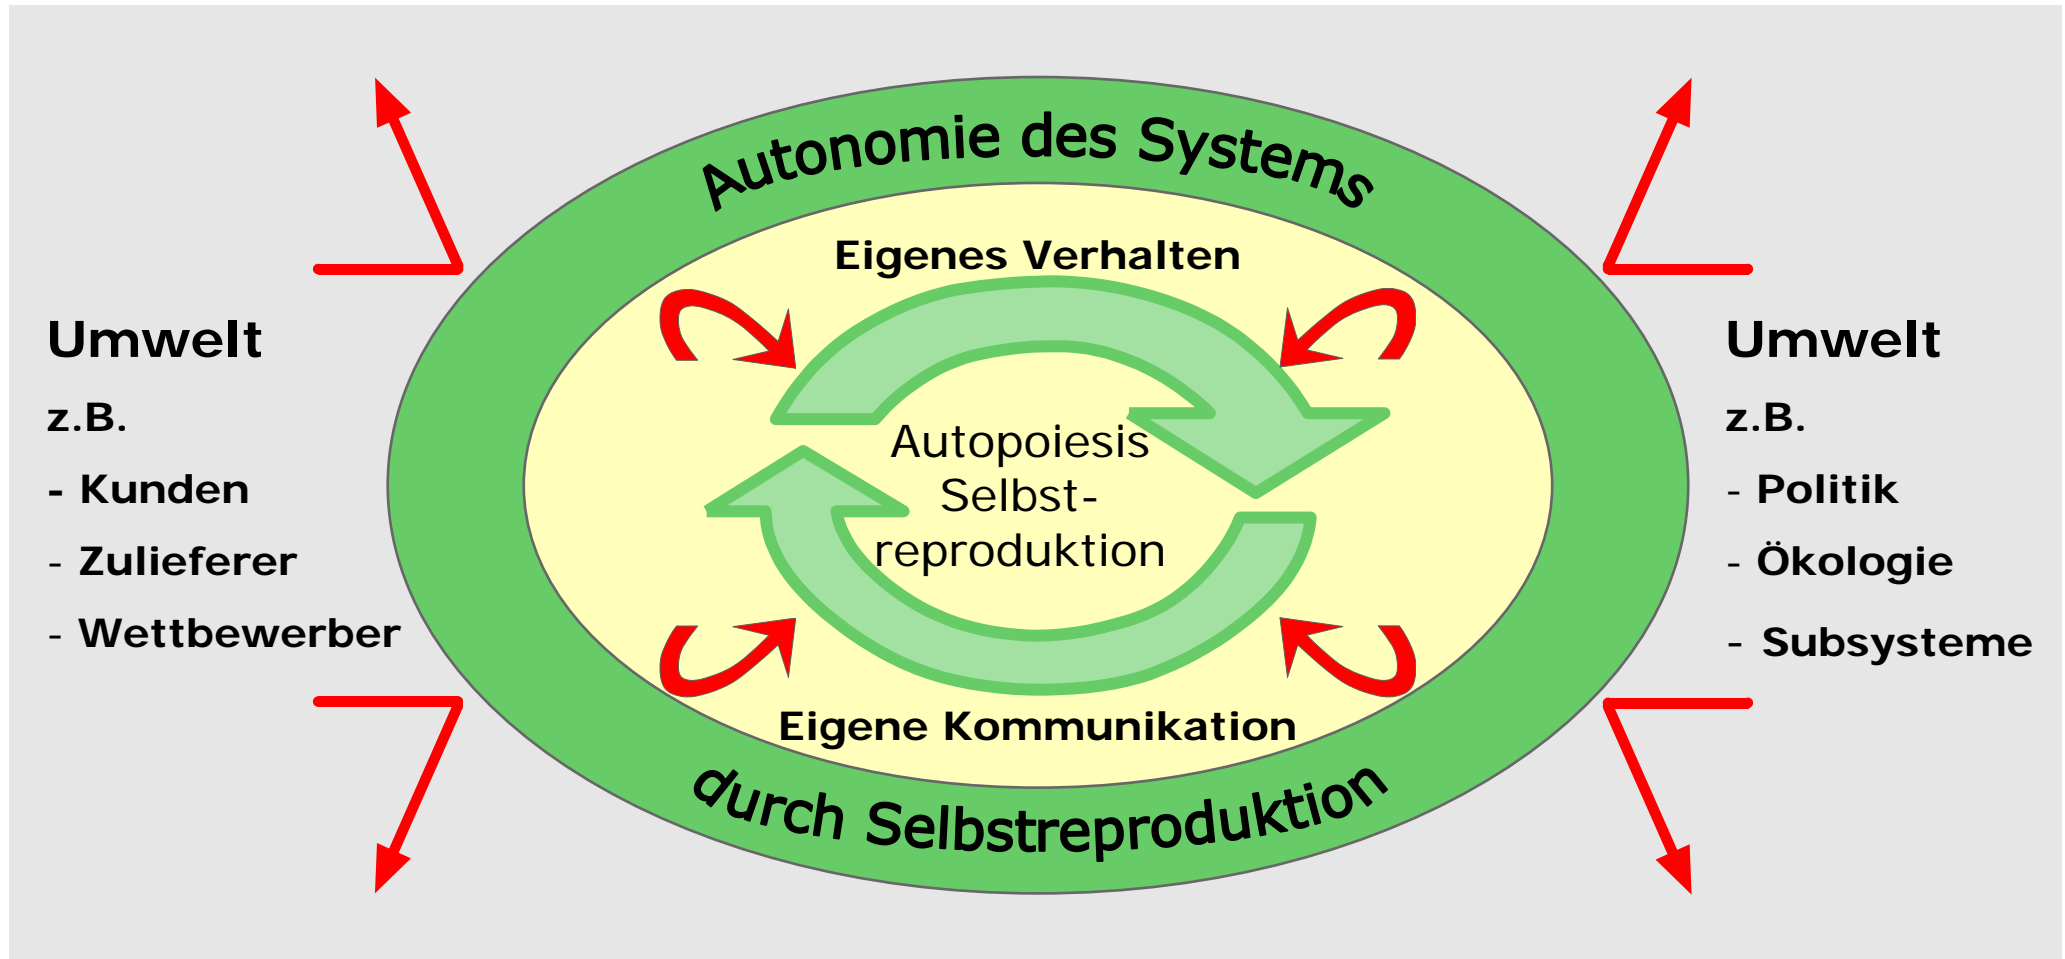 Autonomie des Systems
Eigenes Verhalten
Umwelt
z.B.
- Kunden
- Zulieferer
- Wettbewerber
Autopoiesis
Selbst-
reproduktion
Umwelt
z.B.
- Politik
- Ökologie
- Subsysteme
Eigene Kommunikation
durch Selbstreproduktion